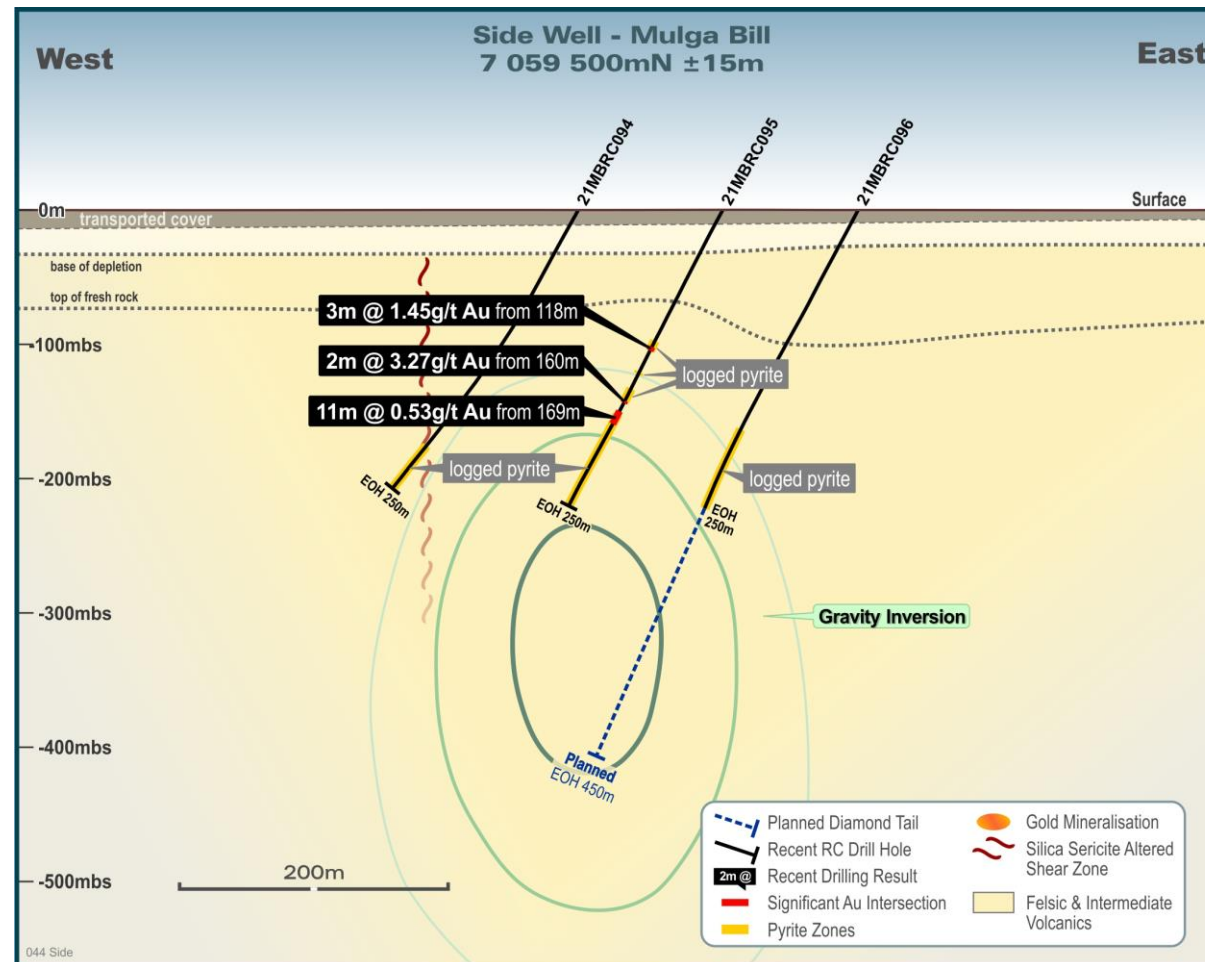 Side Well - Mulga Bill
7 059 500mN ±15m
West
East
21MBRC094
21MBRC095
21MBRC096
0m
transported cover
Surface
base of depletion
top of fresh rock
3m @ 1.45g/t Au from 118m
-100mbs
2m @ 3.27g/t Au from 160m
logged pyrite
11m @ 0.53g/t Au from 169m
logged pyrite
logged pyrite
-200mbs
EOH 250m
EOH 250m
EOH
250m
-300mbs
Gravity Inversion
-400mbs
Planned
EOH 450m
-500mbs
200m
Planned Diamond Tail
Recent RC Drill Hole
2m @
Recent Drilling Result
Significant Au Intersection
Pyrite Zones
Gold Mineralisation
Silica Sericite Altered
Shear Zone
Felsic & Intermediate
Volcanics
044 Side